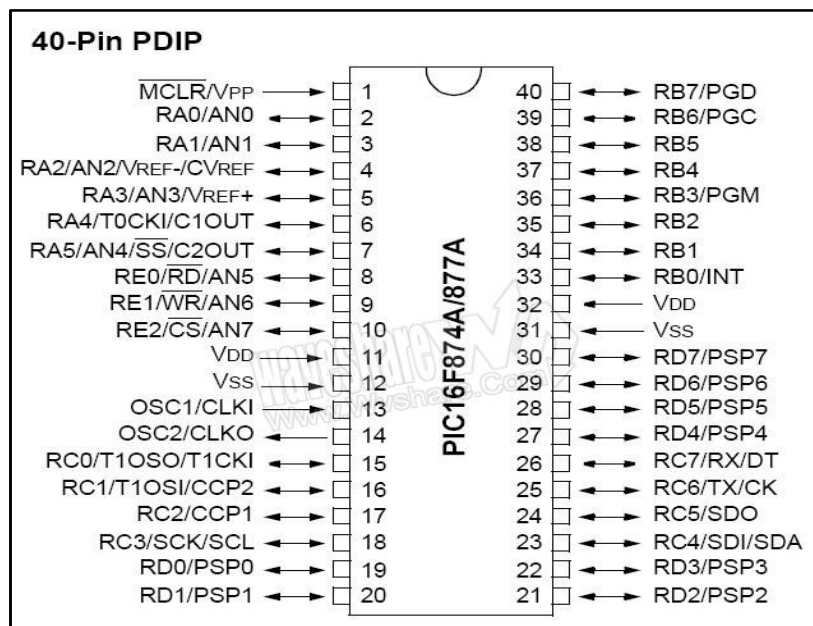 40-Pin PDIP
MCLR/VPP 1 40 RB7/PGD
RA0/AN0 2 39 RB6/PGC
RA1/AN1 3 38 RB5
RA2/AN2/VREF-/CVREF 4 37 RB4
RA3/AN3/VREF+ 5 36 RB3/PGM
RA4/T0CKI/C1OUT 6 35 RB2
RA5/AN4/SS/C2OUT 7 34 RB1
RE0/RD/AN5 8 33 RB0/INT
RE1/WR/AN6 9 32 VDD
RE2/CS/AN7 10 31 VSS
VDD 11 30 RD7/PSP7
VSS 12 29 RD6/PSP6
OSC1/CLKI 13 28 RD5/PSP5
OSC2/CLKO 14 27 RD4/PSP4
RC0/T1OSO/T1CKI 15 26 RC7/RX/DT
RC1/T1OSI/CCP2 16 25 RC6/TX/CK
RC2/CCP1 17 24 RC5/SDO
RC3/SCK/SCL 18 23 RC4/SDI/SDA
RD0/PSP0 19 22 RD3/PSP3
RD1/PSP1 20 21 RD2/PSP2
PIC16F874A/877A
waveshare
www.Wvshare.Com